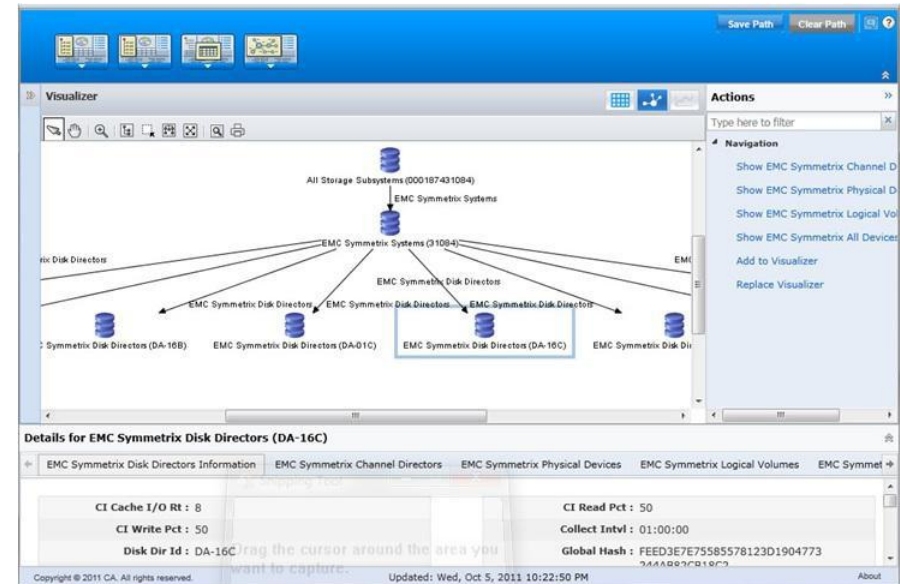 Save Path Clear Path ?
Visualizer
Actions
Type here to filter
Navigation
Show EMC Symmetrix Channel D
Show EMC Symmetrix Physical D
Show EMC Symmetrix Logical Vol
Show EMC Symmetrix All Devices
Add to Visualizer
Replace Visualizer
All Storage Subsystems (000187431084)
EMC Symmetrix Systems
EMC Symmetrix Systems (31084)
rix Disk Directors
EMC
EMC Symmetrix Disk Directors
EMC Symmetrix Disk Directors EMC Symmetrix Disk Directors EMC Symmetrix Disk Directors
Symmetrix Disk Directors (DA-16B) EMC Symmetrix Disk Directors (DA-01C) EMC Symmetrix Disk Directors (DA-16C) EMC Symmetrix Disk Dir
Details for EMC Symmetrix Disk Directors (DA-16C)
EMC Symmetrix Disk Directors Information EMC Symmetrix Channel Directors EMC Symmetrix Physical Devices EMC Symmetrix Logical Volumes EMC Symmet
Snipping Tool
CI Cache I/O Rt : 8 CI Read Pct : 50
CI Write Pct : 50 Collect Intvl : 01:00:00
Disk Dir Id : DA-16C Global Hash : FEED3E7E75585578123D1904773
Drag the cursor around the area you
want to capture.
Copyright © 2011 CA. All rights reserved. Updated: Wed, Oct 5, 2011 10:22:50 PM About